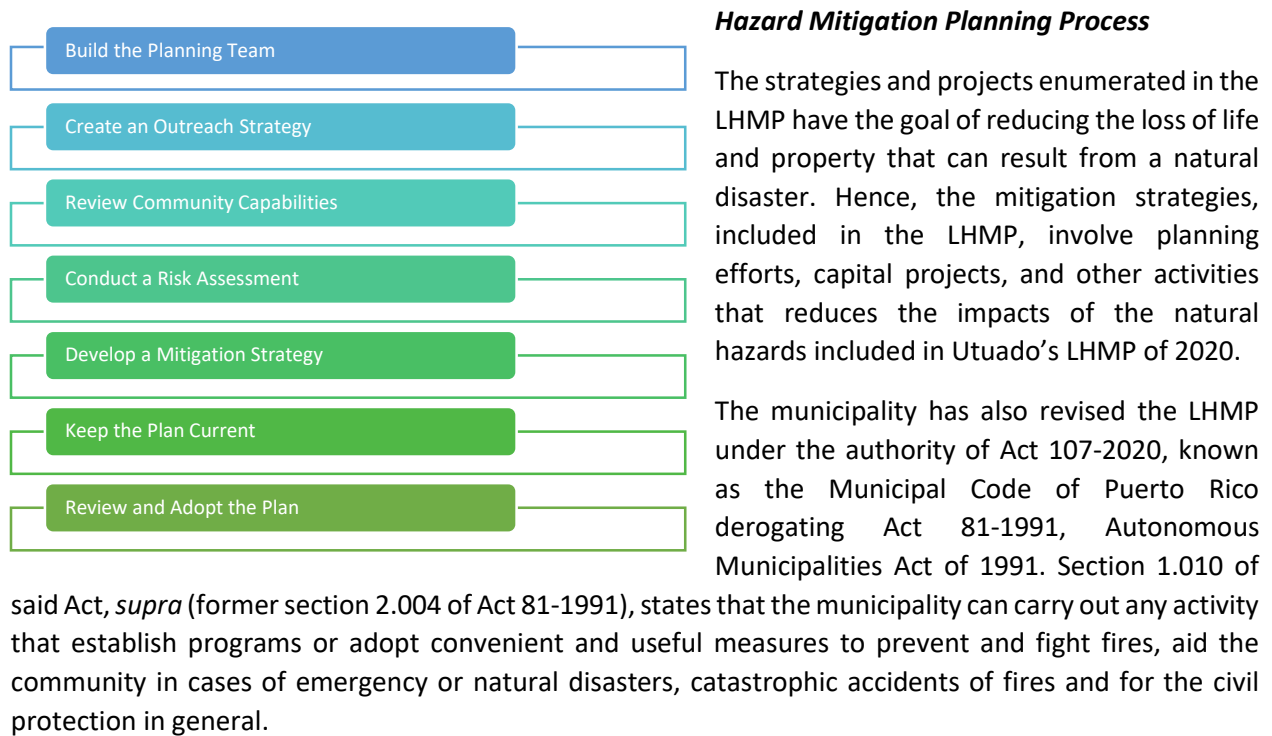 Build the Planning Team
Create an Outreach Strategy
Review Community Capabilities
Conduct a Risk Assessment
Develop a Mitigation Strategy
Keep the Plan Current
Review and Adopt the Plan
Hazard Mitigation Planning Process
The strategies and projects enumerated in the
LHMP have the goal of reducing the loss of life
and property that can result from a natural
disaster. Hence, the mitigation strategies,
included in the LHMP, involve planning
efforts, capital projects, and other activities
that reduces the impacts of the natural
hazards included in Utuado’s LHMP of 2020.
The municipality has also revised the LHMP
under the authority of Act 107-2020, known
as the Municipal Code of Puerto Rico
derogating Act 81-1991, Autonomous
Municipalities Act of 1991. Section 1.010 of
said Act, supra (former section 2.004 of Act 81-1991), states that the municipality can carry out any activity
that establish programs or adopt convenient and useful measures to prevent and fight fires, aid the
community in cases of emergency or natural disasters, catastrophic accidents of fires and for the civil
protection in general.